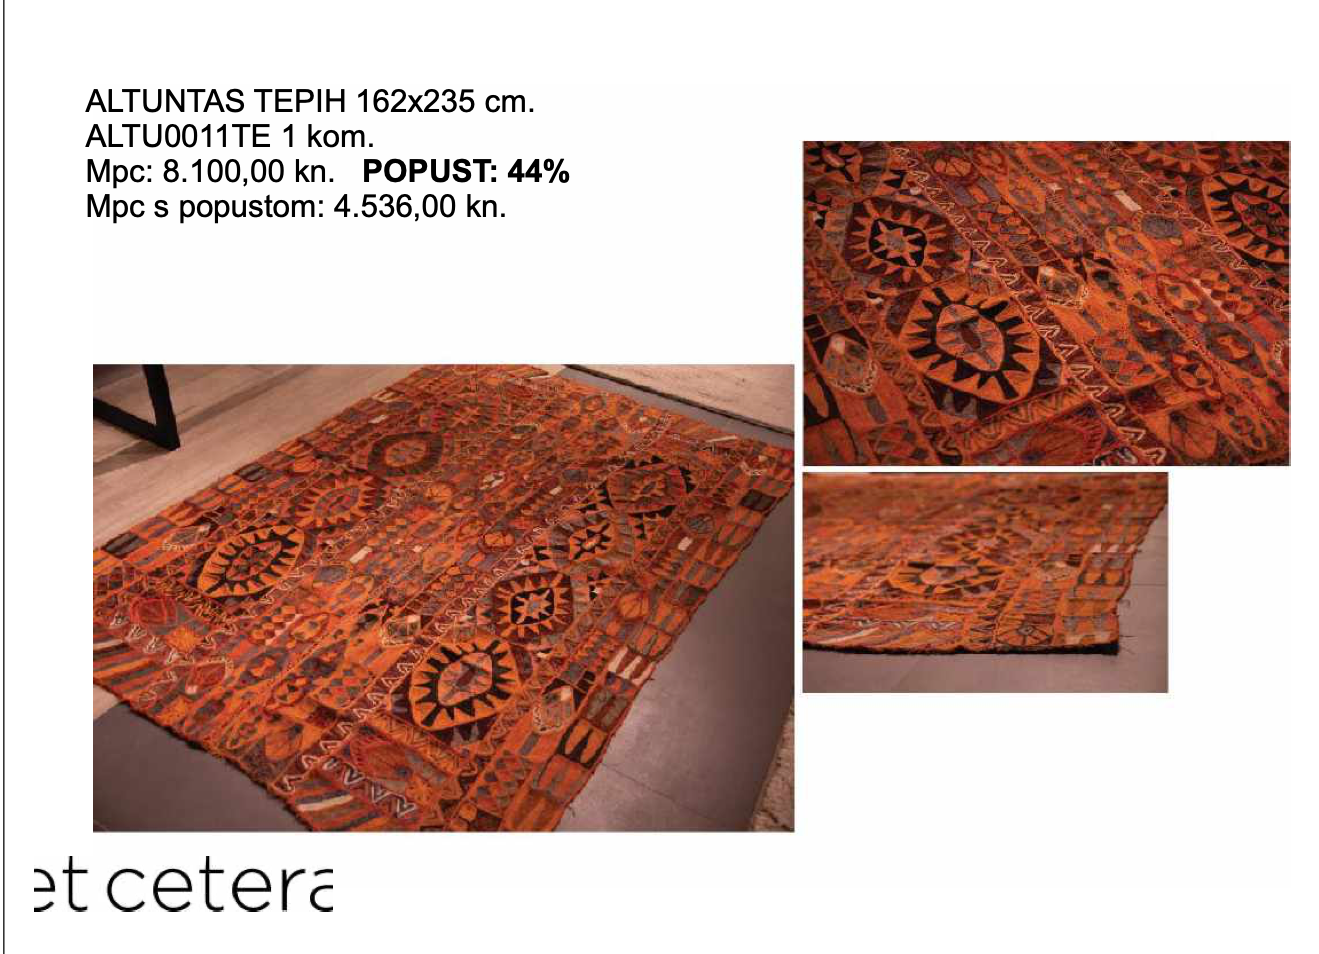 ALTUNTAS TEPIH 162x235 cm.
ALTU0011TE 1 kom.
Mpc: 8.100,00 kn. POPUST: 44%
Mpc s popustom: 4.536,00 kn.
et cetera